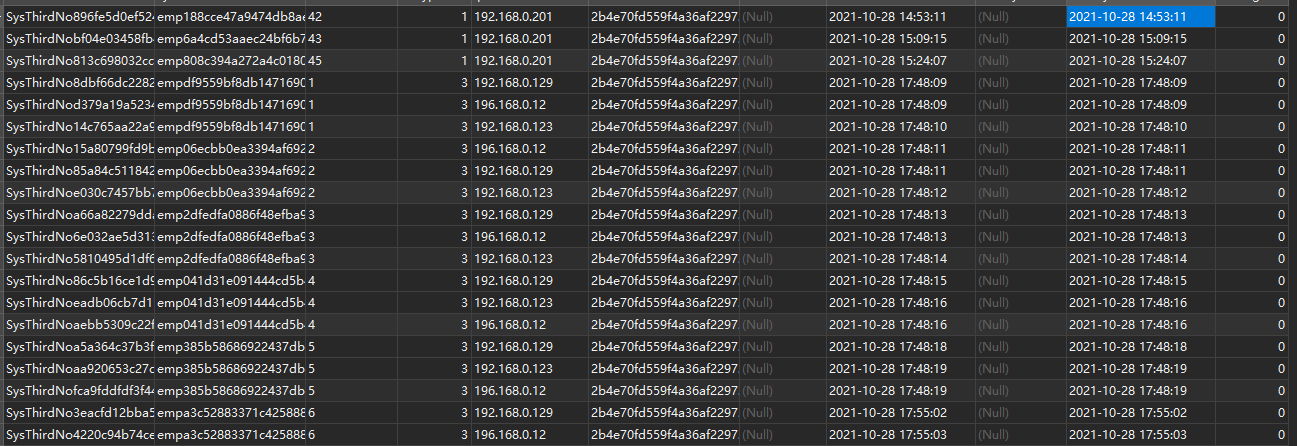 SysThirdNo896fe5d0ef524 emp188cce47a9474db8ae 42 1 192.168.0.201 2b4e70fd559f4a36af2297. (Null) 2021-10-28 14:53:11 (Null) 2021-10-28 14:53:11 0
SysThirdNobf04e03458fb4 emp6a4cd53aaec24bf6b7 43 1 192.168.0.201 2b4e70fd559f4a36af2297. (Null) 2021-10-28 15:09:15 (Null) 2021-10-28 15:09:15 0
SysThirdNo813c698032cc emp808c394a272a4c0180 45 1 192.168.0.201 2b4e70fd559f4a36af2297. (Null) 2021-10-28 15:24:07 (Null) 2021-10-28 15:24:07 0
SysThirdNo8dbf66dc2282 empdf9559bf8db1471690 1 3 192.168.0.129 2b4e70fd559f4a36af2297. (Null) 2021-10-28 17:48:09 (Null) 2021-10-28 17:48:09 0
SysThirdNod379a19a5234 empdf9559bf8db1471690 1 3 196.168.0.12 2b4e70fd559f4a36af2297. (Null) 2021-10-28 17:48:09 (Null) 2021-10-28 17:48:09 0
SysThirdNo14c765aa22a9 empdf9559bf8db1471690 1 3 192.168.0.123 2b4e70fd559f4a36af2297. (Null) 2021-10-28 17:48:10 (Null) 2021-10-28 17:48:10 0
SysThirdNo15a80799fd9b emp06ecbb0ea3394af692 2 3 196.168.0.12 2b4e70fd559f4a36af2297. (Null) 2021-10-28 17:48:11 (Null) 2021-10-28 17:48:11 0
SysThirdNo85a84c511842 emp06ecbb0ea3394af692 2 3 192.168.0.129 2b4e70fd559f4a36af2297. (Null) 2021-10-28 17:48:11 (Null) 2021-10-28 17:48:11 0
SysThirdNoe030c7457bb7 emp06ecbb0ea3394af692 2 3 192.168.0.123 2b4e70fd559f4a36af2297. (Null) 2021-10-28 17:48:12 (Null) 2021-10-28 17:48:12 0
SysThirdNoa66a82279dda emp2dfedfa0886f48efba9 3 3 192.168.0.129 2b4e70fd559f4a36af2297. (Null) 2021-10-28 17:48:13 (Null) 2021-10-28 17:48:13 0
SysThirdNo6e032ae5d313 emp2dfedfa0886f48efba9 3 3 196.168.0.12 2b4e70fd559f4a36af2297. (Null) 2021-10-28 17:48:13 (Null) 2021-10-28 17:48:13 0
SysThirdNo5810495d1df6 emp2dfedfa0886f48efba9 3 3 192.168.0.123 2b4e70fd559f4a36af2297. (Null) 2021-10-28 17:48:14 (Null) 2021-10-28 17:48:14 0
SysThirdNo86c5b16ce1d9 emp041d31e091444cd5b 4 3 192.168.0.129 2b4e70fd559f4a36af2297. (Null) 2021-10-28 17:48:15 (Null) 2021-10-28 17:48:15 0
SysThirdNoeadb06cb7d1 emp041d31e091444cd5b 4 3 192.168.0.123 2b4e70fd559f4a36af2297. (Null) 2021-10-28 17:48:16 (Null) 2021-10-28 17:48:16 0
SysThirdNoaebb5309c22f emp041d31e091444cd5b 4 3 196.168.0.12 2b4e70fd559f4a36af2297. (Null) 2021-10-28 17:48:16 (Null) 2021-10-28 17:48:16 0
SysThirdNoa5a364c37b3f emp385b58686922437db 5 3 192.168.0.129 2b4e70fd559f4a36af2297. (Null) 2021-10-28 17:48:18 (Null) 2021-10-28 17:48:18 0
SysThirdNoaa920653c27c emp385b58686922437db 5 3 192.168.0.123 2b4e70fd559f4a36af2297. (Null) 2021-10-28 17:48:19 (Null) 2021-10-28 17:48:19 0
SysThirdNofca9fddfdf3f4 emp385b58686922437db 5 3 196.168.0.12 2b4e70fd559f4a36af2297. (Null) 2021-10-28 17:48:19 (Null) 2021-10-28 17:48:19 0
SysThirdNo3eacfd12bba5 empa3c52883371c425888 6 3 192.168.0.129 2b4e70fd559f4a36af2297. (Null) 2021-10-28 17:55:02 (Null) 2021-10-28 17:55:02 0
SysThirdNo4220c94b74ce empa3c52883371c425888 6 3 196.168.0.12 2b4e70fd559f4a36af2297. (Null) 2021-10-28 17:55:03 (Null) 2021-10-28 17:55:03 0